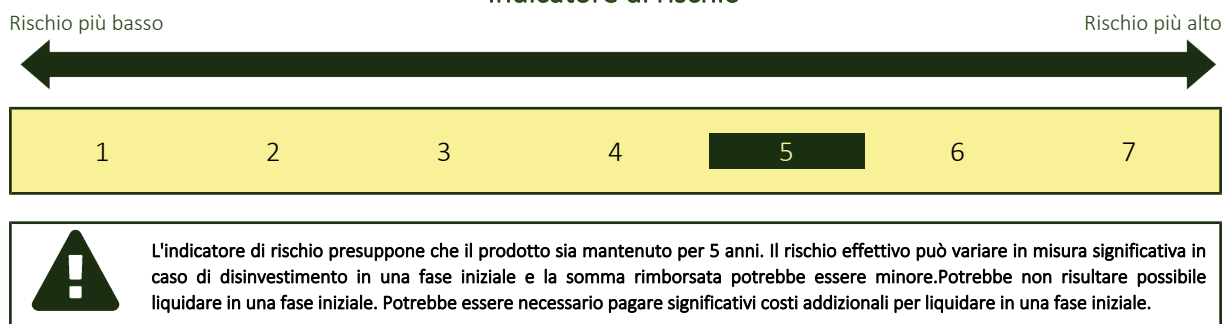 Indicatore di rischio
Rischio più basso
Rischio più alto
1 2 3 4 5 6 7
L'indicatore di rischio presuppone che il prodotto sia mantenuto per 5 anni. Il rischio effettivo può variare in misura significativa in
caso di disinvestimento in una fase iniziale e la somma rimborsata potrebbe essere minore.Potrebbe non risultare possibile
liquidare in una fase iniziale. Potrebbe essere necessario pagare significativi costi addizionali per liquidare in una fase iniziale.